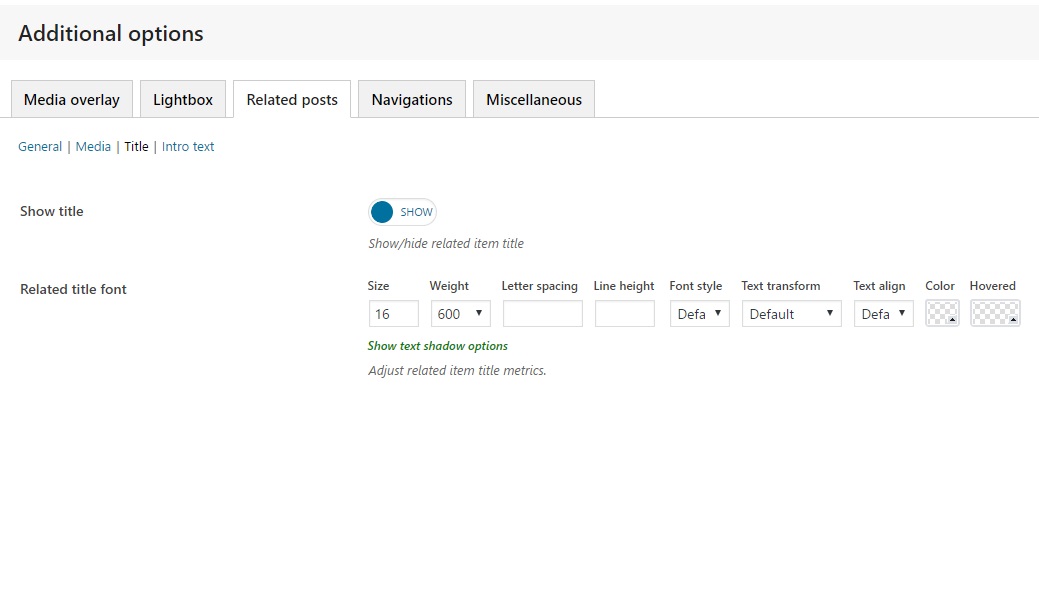 Additional options
Media overlay Lightbox Related posts Navigations Miscellaneous
General | Media | Title | Intro text
Show title SHOW
Show/hide related item title
Related title font Size Weight Letter spacing Line height Font style Text transform Text align Color Hovered
16 600 Defa Default Defa
Show text shadow options
Adjust related item title metrics.